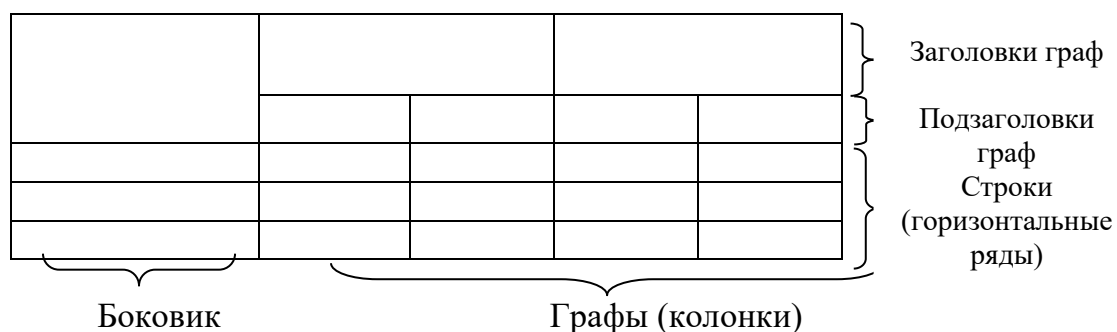 Заголовки граф
Подзаголовки
граф
Строки
(горизонтальные
ряды)
Боковик
Графы (колонки)